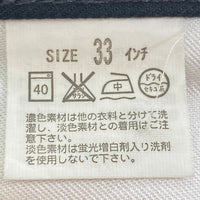 SIZE 33 インチ
40 サラシ 中 ドライ セキユ系
濃色素材は他の衣料と分けて洗
濯し、淡色素材との着用はご注
意下さい。
淡色素材は蛍光増白剤入り洗剤
を使用しないで下さい。